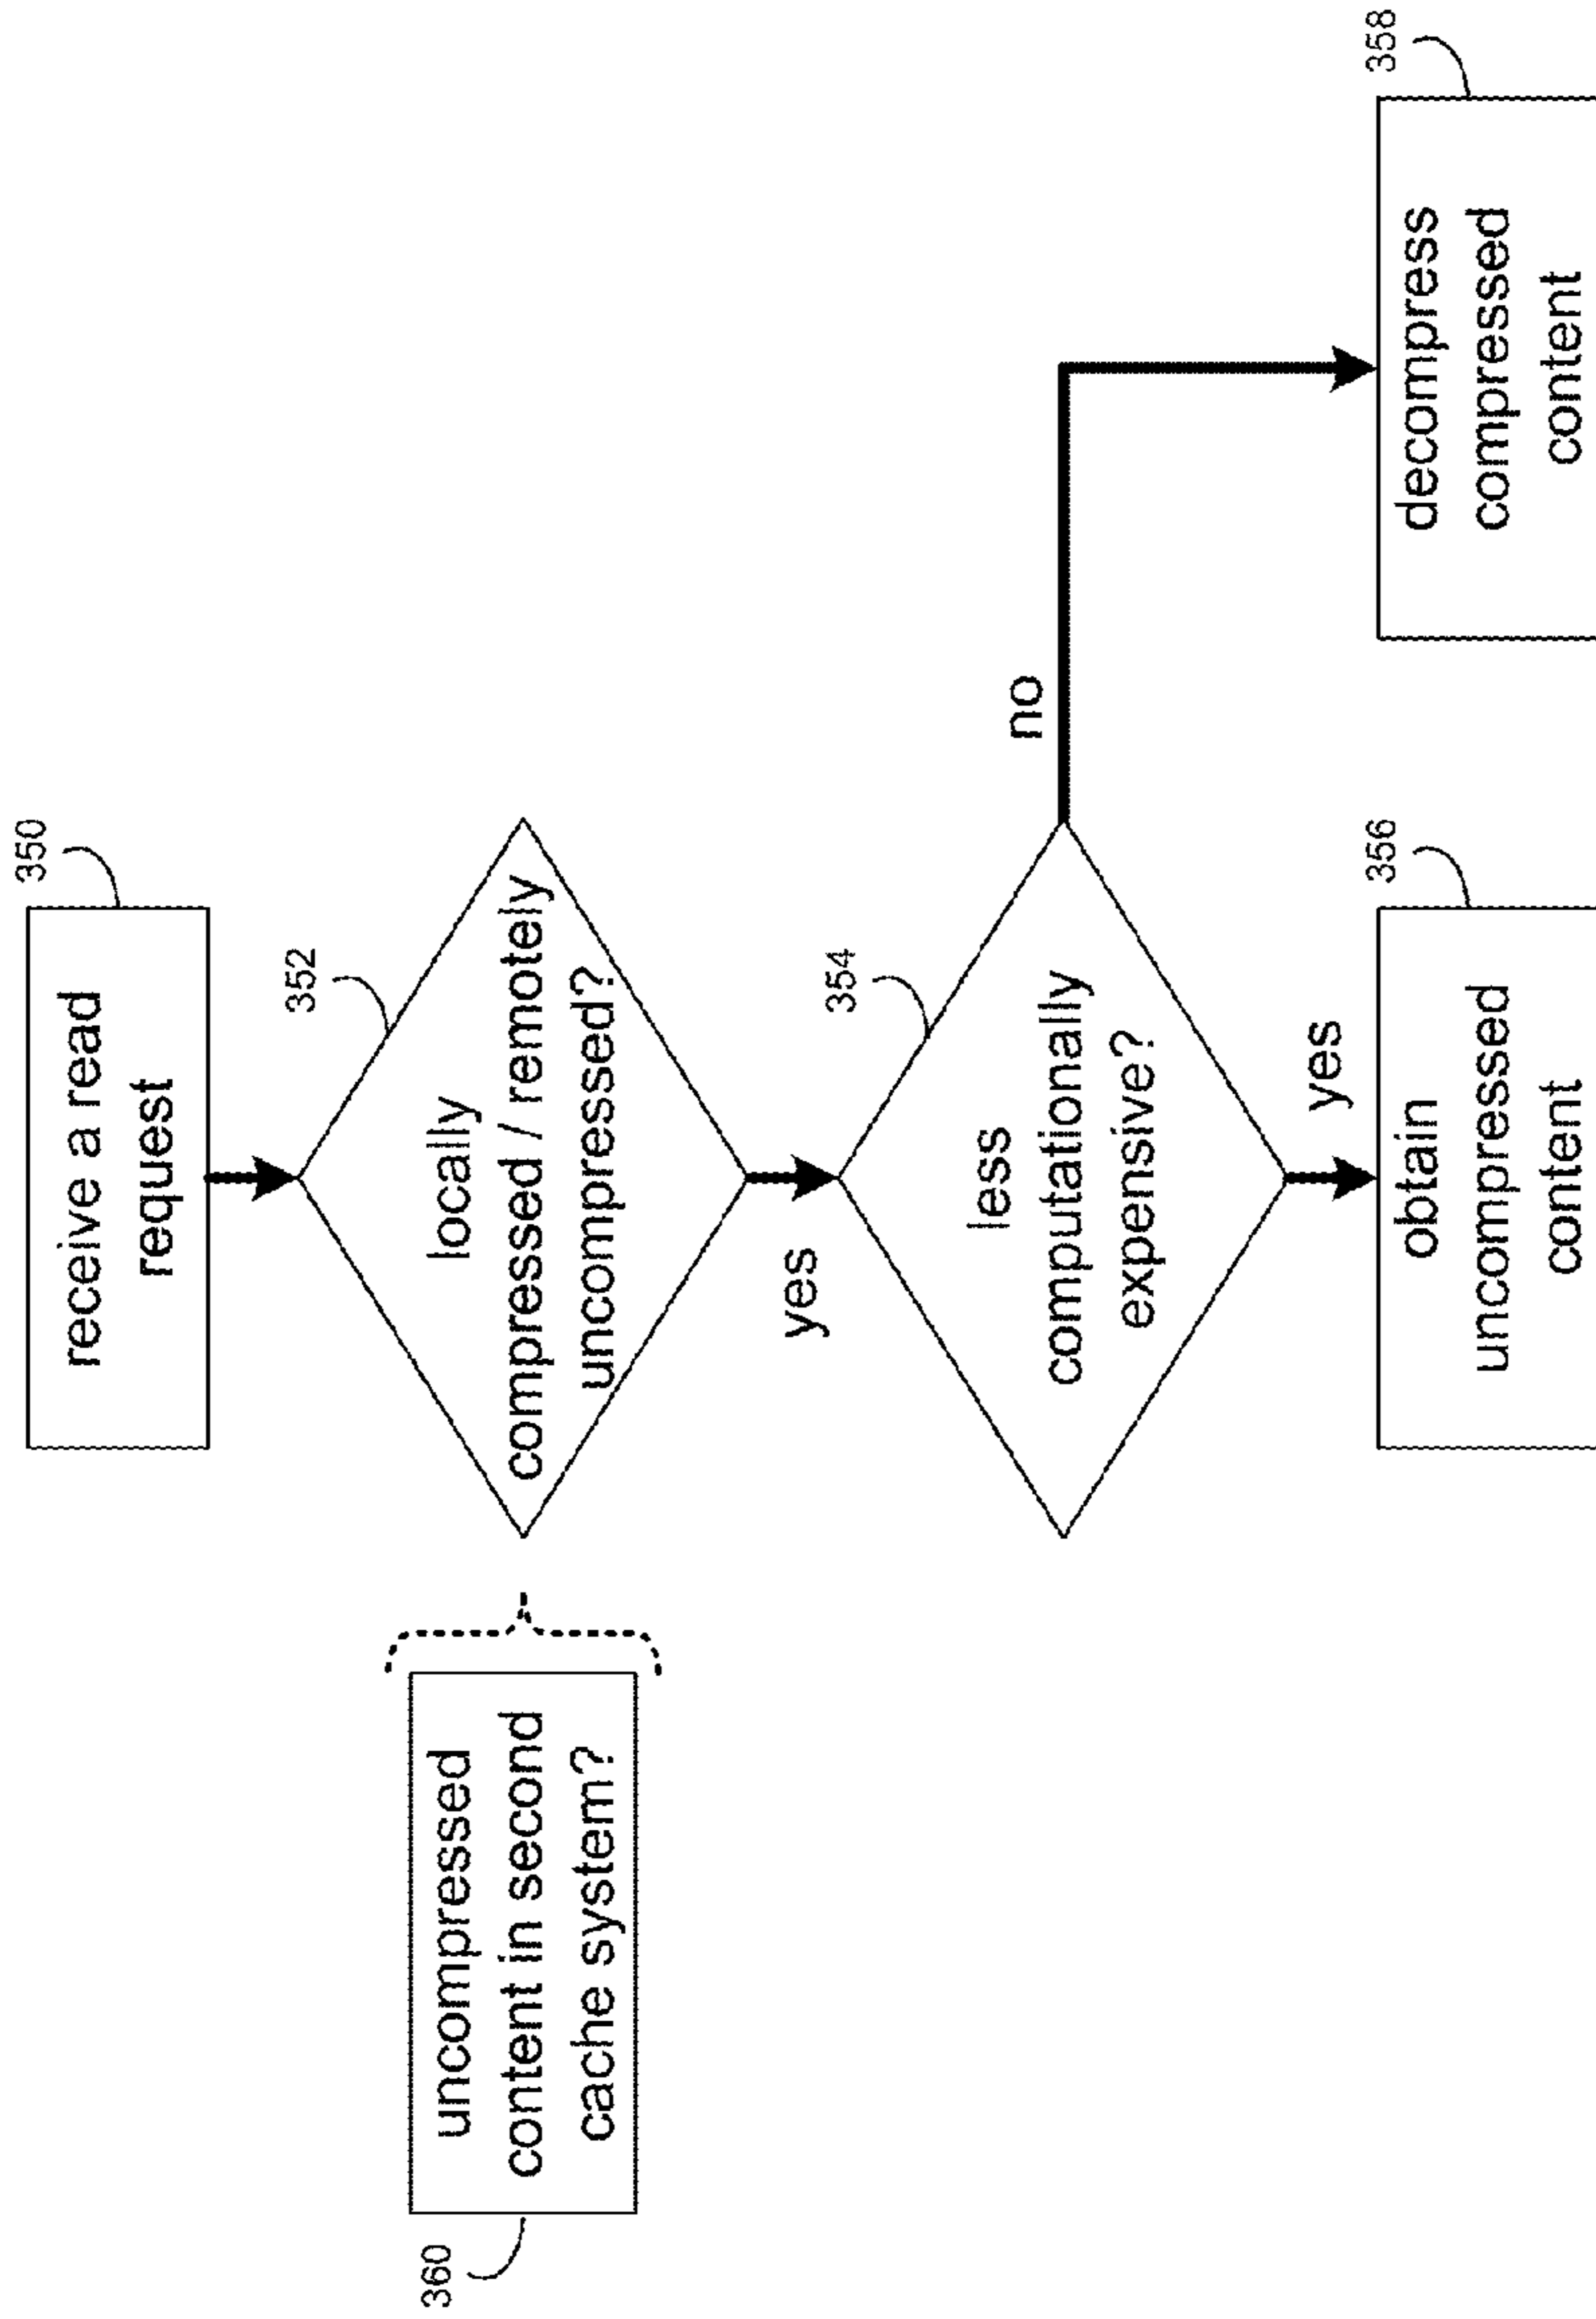 350
receive a read
request
352
locally
compressed / remotely
uncompressed?
360
uncompressed
content in second
cache system?
yes
354
less
computationally
expensive?
no
yes
356
obtain
uncompressed
content
358
decompress
compressed
content